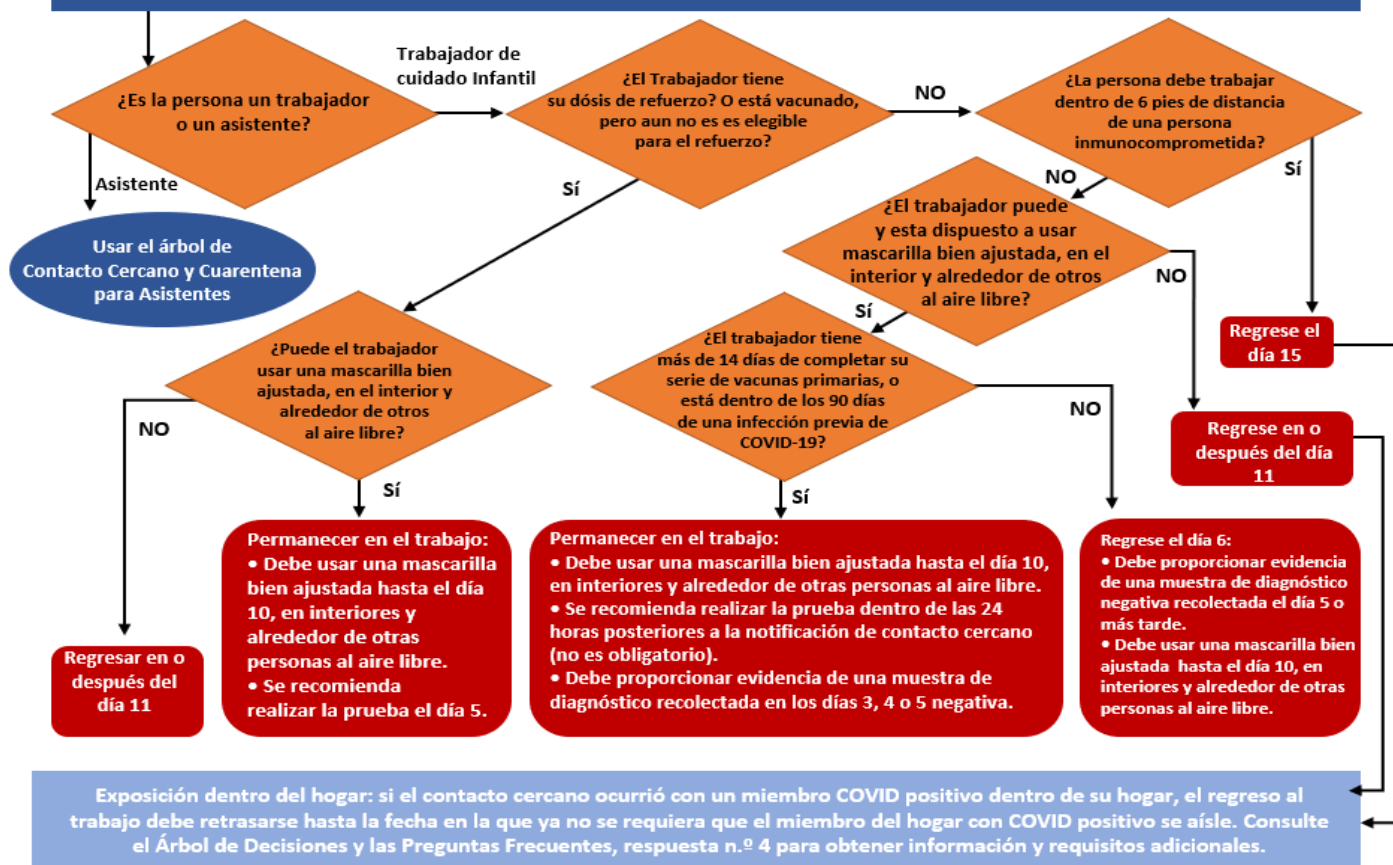 ¿Es la persona un trabajador
o un asistente?
Trabajador de
cuidado Infantil
¿El Trabajador tiene
su dósis de refuerzo? O está vacunado,
pero aun no es es elegible
para el refuerzo?
NO
¿La persona debe trabajar
dentro de 6 pies de distancia
de una persona
inmunocomprometida?
Asistente
Sí
NO
Sí
Usar el árbol de
Contacto Cercano y Cuarentena
para Asistentes
¿El trabajador puede
y esta dispuesto a usar
mascarilla bien ajustada, en el
interior y alrededor de otros
al aire libre?
NO
Sí
Regrese el
día 15
¿Puede el trabajador
usar una mascarilla bien
ajustada, en el interior y
alrededor de otros
al aire libre?
¿El trabajador tiene
más de 14 días de completar su
serie de vacunas primarias, o
está dentro de los 90 días
de una infección previa de
COVID-19?
NO
NO
Regrese en o
después del día
11
Sí
Sí
Permanecer en el trabajo:
• Debe usar una mascarilla
bien ajustada hasta el día
10, en interiores y
alrededor de otras
personas al aire libre.
• Se recomienda
realizar la prueba el día 5.
Permanecer en el trabajo:
• Debe usar una mascarilla bien ajustada hasta el día 10,
en interiores y alrededor de otras personas al aire libre.
• Se recomienda realizar la prueba dentro de las 24
horas posteriores a la notificación de contacto cercano
(no es obligatorio).
• Debe proporcionar evidencia de una muestra de
diagnóstico recolectada en los días 3, 4 o 5 negativa.
Regrese el día 6:
• Debe proporcionar evidencia
de una muestra de diagnóstico
negativa recolectada el día 5 o
más tarde.
• Debe usar una mascarilla bien
ajustada hasta el día 10, en
interiores y alrededor de otras
personas al aire libre.
Regresar en o
después del
día 11
Exposición dentro del hogar: si el contacto cercano ocurrió con un miembro COVID positivo dentro de su hogar, el regreso al
trabajo debe retrasarse hasta la fecha en la que ya no se requiera que el miembro del hogar con COVID positivo se aísle. Consulte
el Árbol de Decisiones y las Preguntas Frecuentes, respuesta n.º 4 para obtener información y requisitos adicionales.